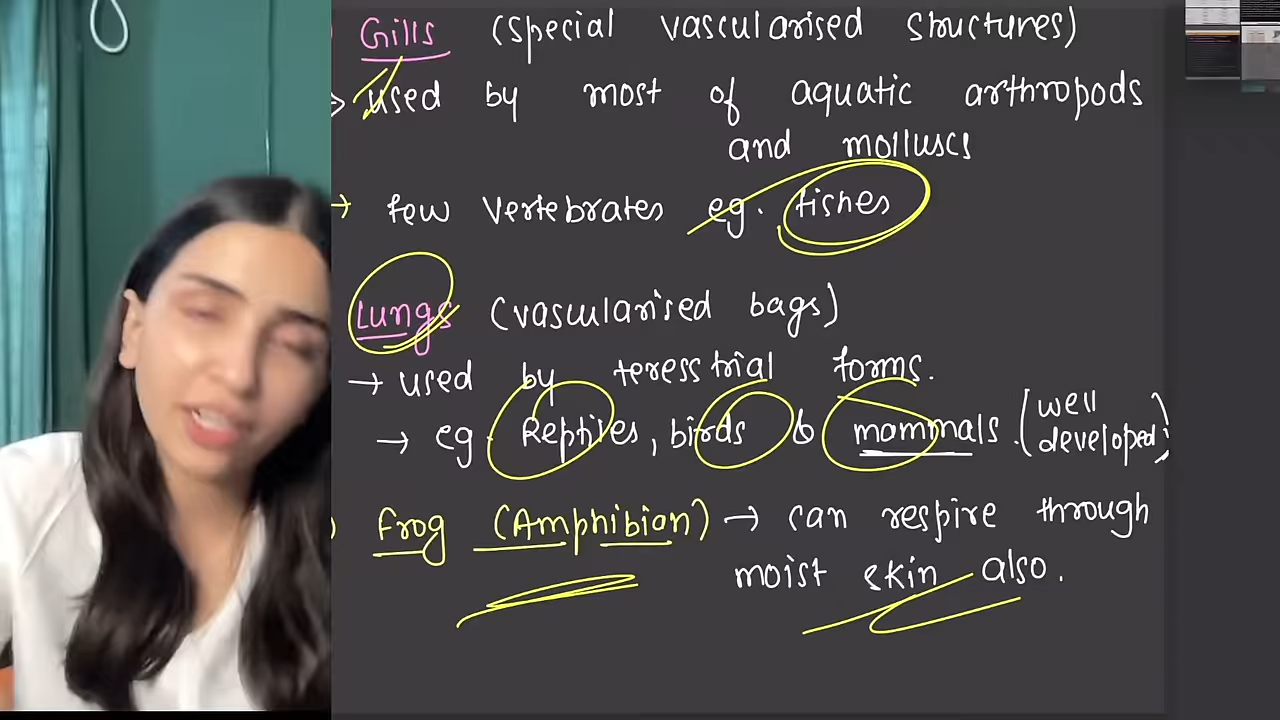 Gills (special vascularised structures)
> used by most of aquatic arthropods
and molluscs
→ few vertebrates eg. fishes
Lungs (vascularised bags)
→ used by teresstrial forms.
→ eg. Reptiles, birds & mammals. (well
developed)
Frog (Amphibian) → can respire through
moist skin also.